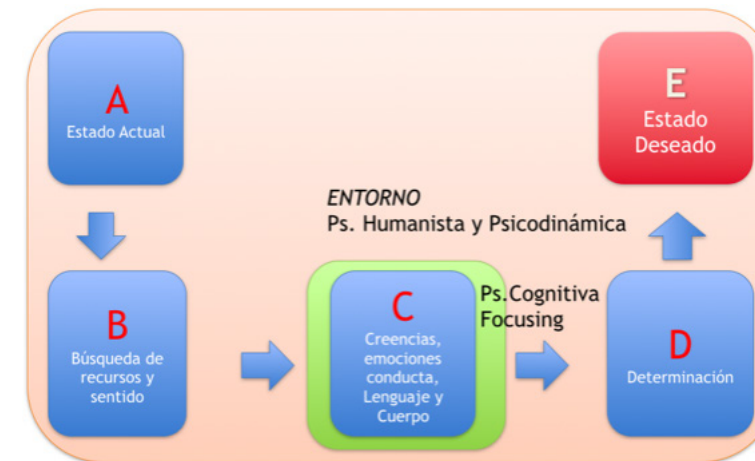 A
Estado Actual
E
Estado
Deseado
ENTORNO
Ps. Humanista y Psicodinámica
B
Búsqueda de
recursos y
sentido
C
Creencias,
emociones
conducta,
Lenguaje y
Cuerpo
Ps.Cognitiva
Focusing
D
Determinación